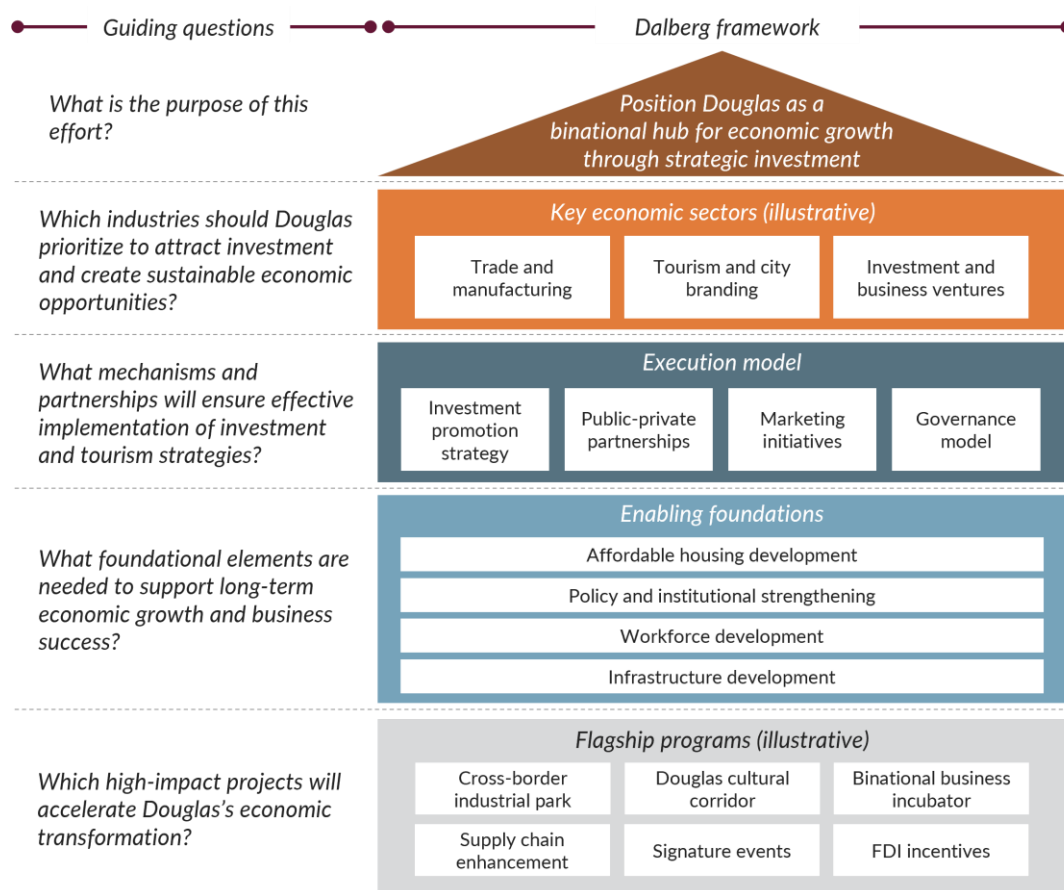 Guiding questions
Dalberg framework
What is the purpose of this
effort?
Position Douglas as a
binational hub for economic growth
through strategic investment
Which industries should Douglas
prioritize to attract investment
and create sustainable economic
opportunities?
Key economic sectors (illustrative)
Trade and
manufacturing
Tourism and city
branding
Investment and
business ventures
What mechanisms and
partnerships will ensure effective
implementation of investment
and tourism strategies?
Execution model
Investment
promotion
strategy
Public-private
partnerships
Marketing
initiatives
Governance
model
What foundational elements are
needed to support long-term
economic growth and business
success?
Enabling foundations
Affordable housing development
Policy and institutional strengthening
Workforce development
Infrastructure development
Which high-impact projects will
accelerate Douglas’s economic
transformation?
Flagship programs (illustrative)
Cross-border
industrial park
Douglas cultural
corridor
Binational business
incubator
Supply chain
enhancement
Signature events
FDI incentives